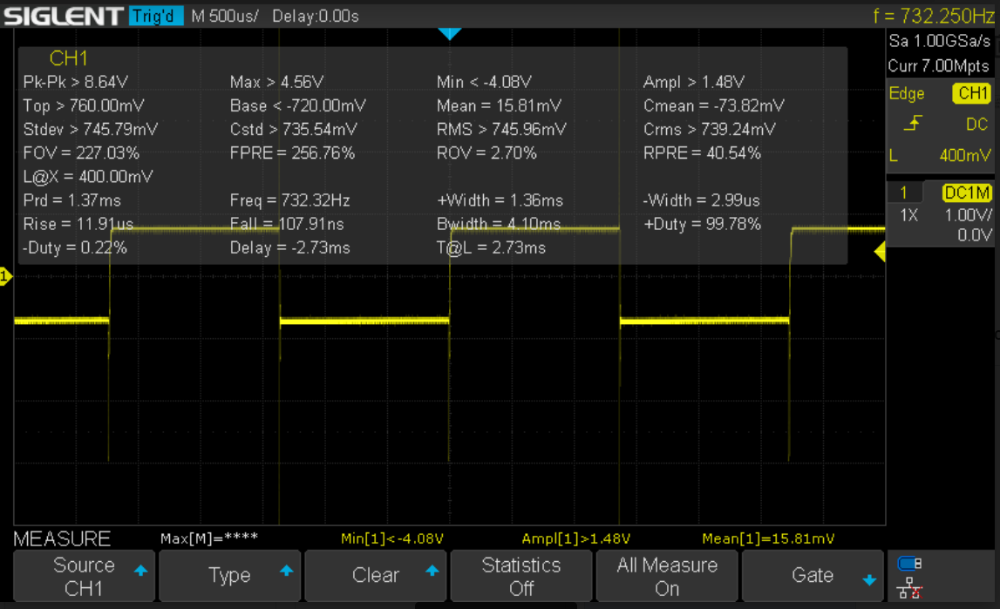 SIGLENT Trig'd M 500us/ Delay:0.00s f = 732.250Hz
Sa 1.00GSa/s
Curr 7.00Mpts
Edge CH1
DC
L 400mV
1 DC1M
1X 1.00V/
0.0V
CH1
Pk-Pk > 8.64V Max > 4.56V Min < -4.08V Ampl > 1.48V
Top > 760.00mV Base < -720.00mV Mean = 15.81mV Cmean = -73.82mV
Stdev > 745.79mV Cstd > 735.54mV RMS > 745.96mV Crms > 739.24mV
FOV = 227.03% FPRE = 256.76% ROV = 2.70% RPRE = 40.54%
L@X = 400.00mV
Prd = 1.37ms Freq = 732.32Hz +Width = 1.36ms -Width = 2.99us
Rise = 11.91us Fall = 107.91ns Bwidth = 4.10ms +Duty = 99.78%
-Duty = 0.22% Delay = -2.73ms T@L = 2.73ms
1
MEASURE Max[M]=**** Min[1]<-4.08V Ampl[1]>1.48V Mean[1]=15.81mV
Source
CH1
Type
Clear
Statistics
Off
All Measure
On
Gate